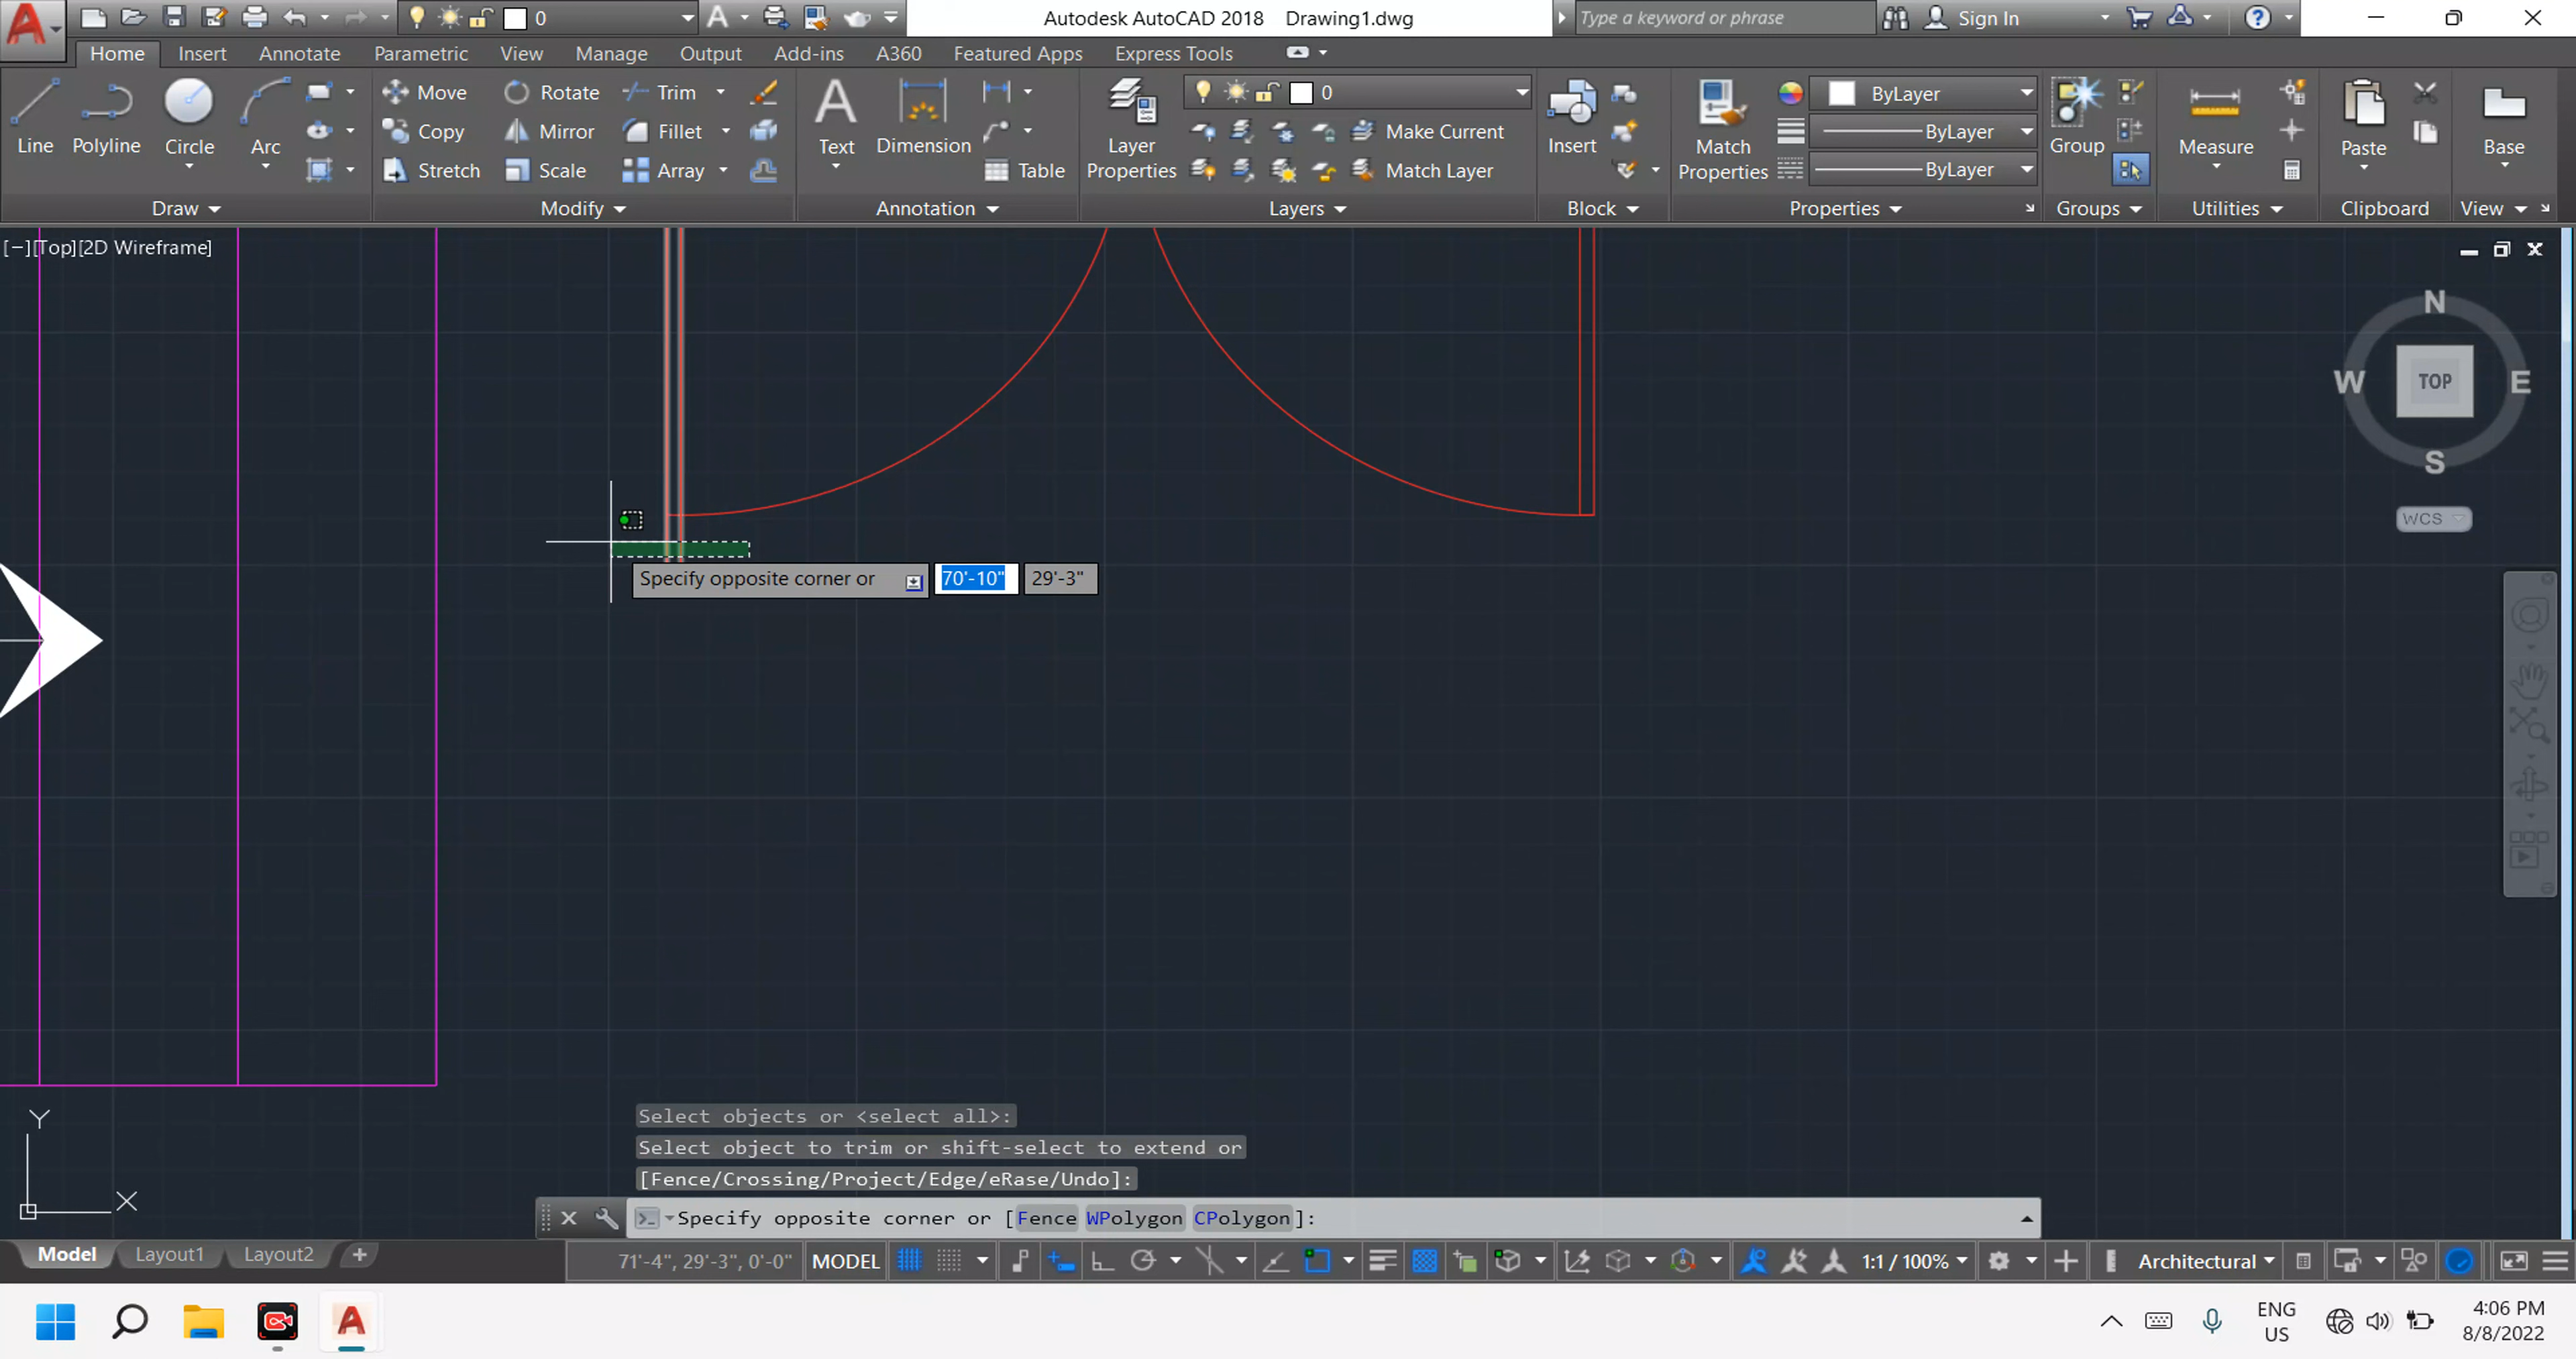 0
Autodesk AutoCAD 2018 Drawing1.dwg
Type a keyword or phrase
Sign In
Home Insert Annotate Parametric View Manage Output Add-ins A360 Featured Apps Express Tools
Line Polyline Circle Arc
Move Rotate Trim
Copy Mirror Fillet
Stretch Scale Array
Text Dimension
Table
Layer Properties
0
Make Current
Match Layer
Insert
Match Properties
ByLayer
ByLayer
ByLayer
Group
Measure
Paste
Base
Draw Modify Annotation Layers Block Properties Groups Utilities Clipboard View
[−][Top][2D Wireframe]
N
W TOP E
S
WCS
Specify opposite corner or 70'-10" 29'-3"
Select objects or <select all>:
Select object to trim or shift-select to extend or
[Fence/Crossing/Project/Edge/eRase/Undo]:
Y
X
Specify opposite corner or [Fence WPolygon CPolygon]:
Model Layout1 Layout2 +
71'-4", 29'-3", 0'-0" MODEL 1:1 / 100% Architectural
ENG
US
4:06 PM
8/8/2022